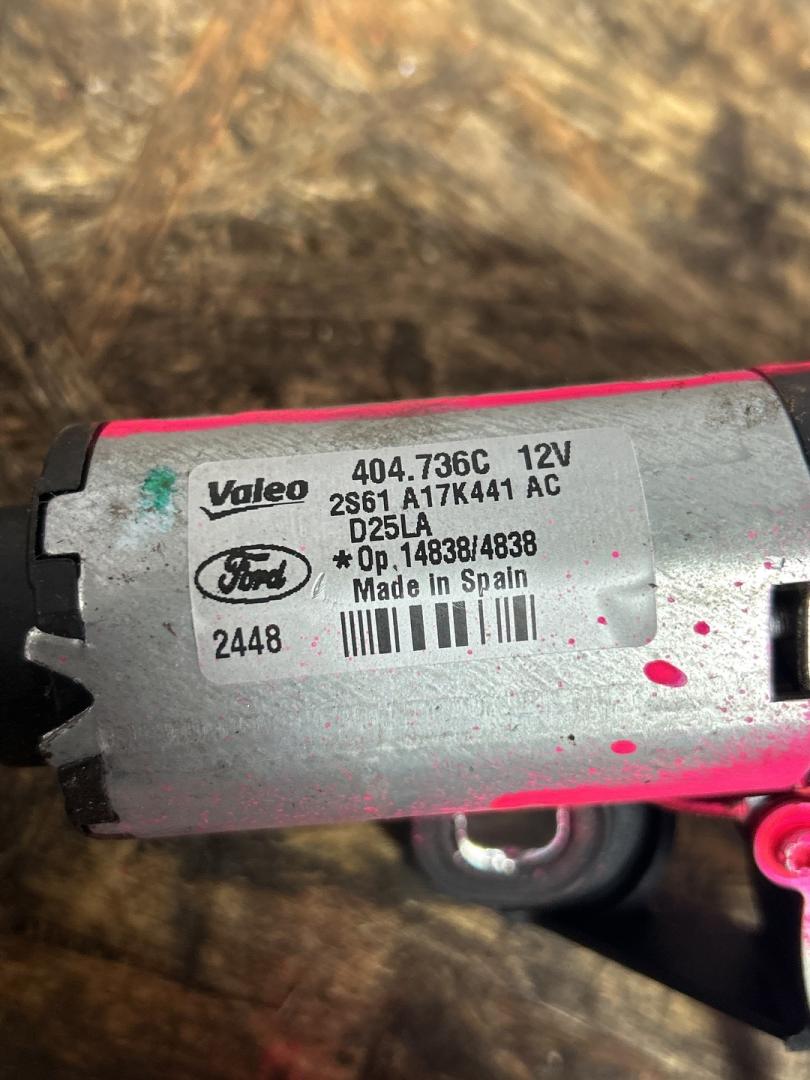 Valeo 404.736C 12V
2S61 A17K441 AC
D25LA
Ford *Op.14838/4838
Made in Spain
2448